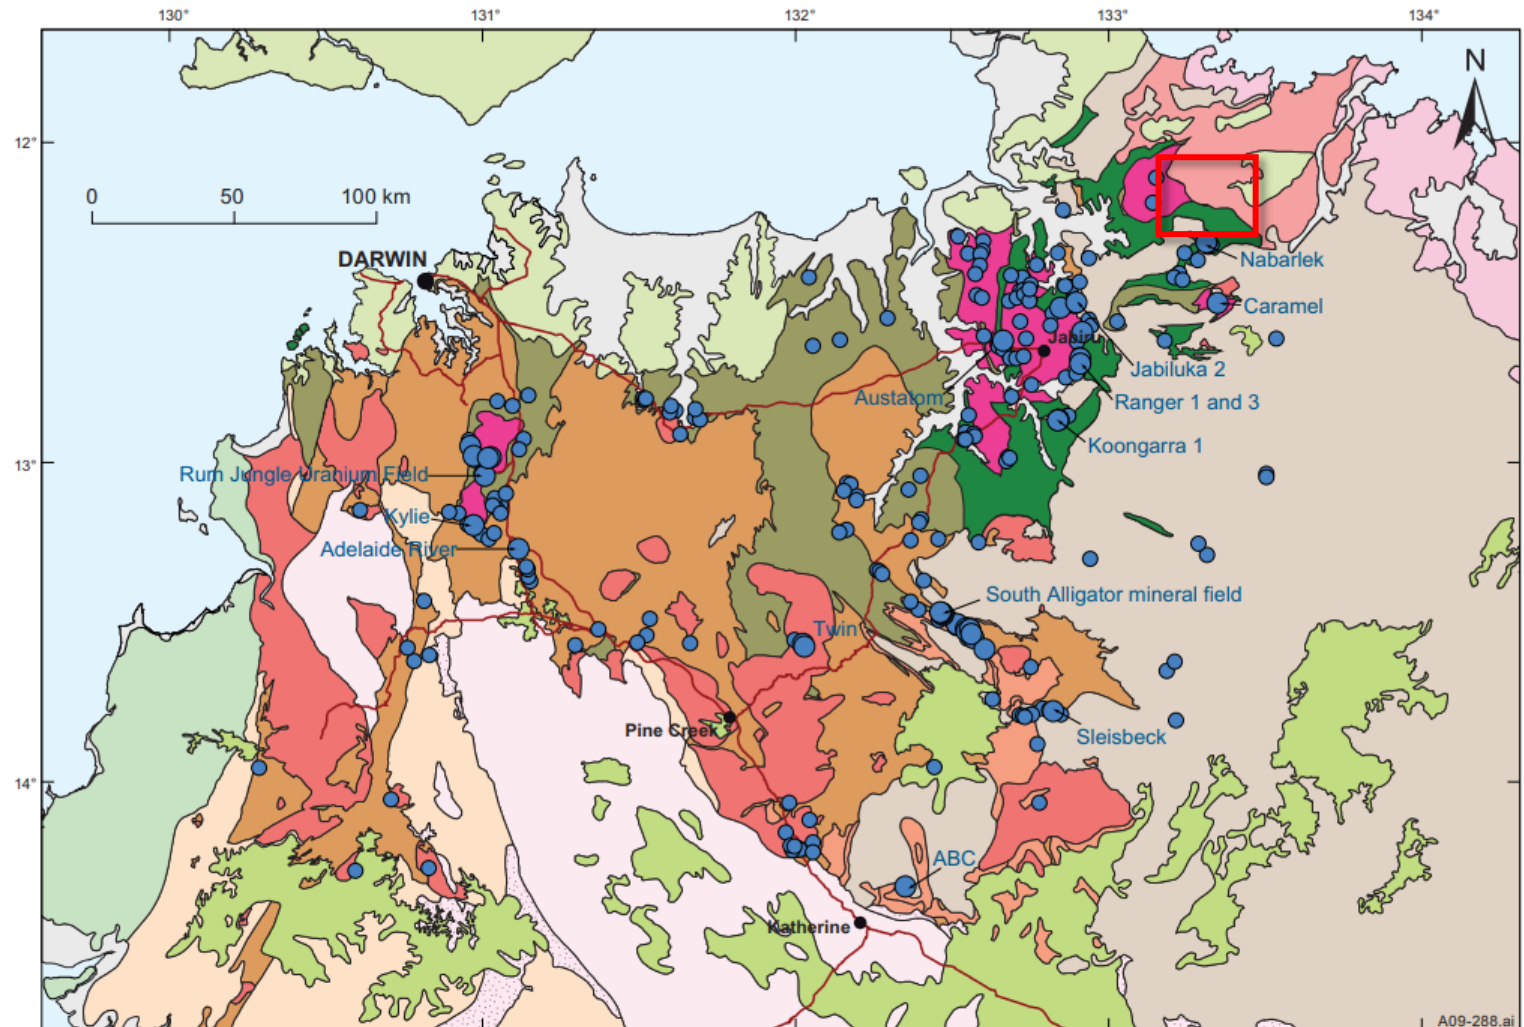 130° 131° 132° 133° 134°
N
12°
0 50 100 km
DARWIN
Nabarlek
Caramel
Jabiru
Jabiluka 2
Austatom
Ranger 1 and 3
Koongarra 1
13°
Rum Jungle Uranium Field
Kylie
Adelaide River
South Alligator mineral field
Twin
Pine Creek
Sleisbeck
14°
ABC
Katherine
A09-288.ai